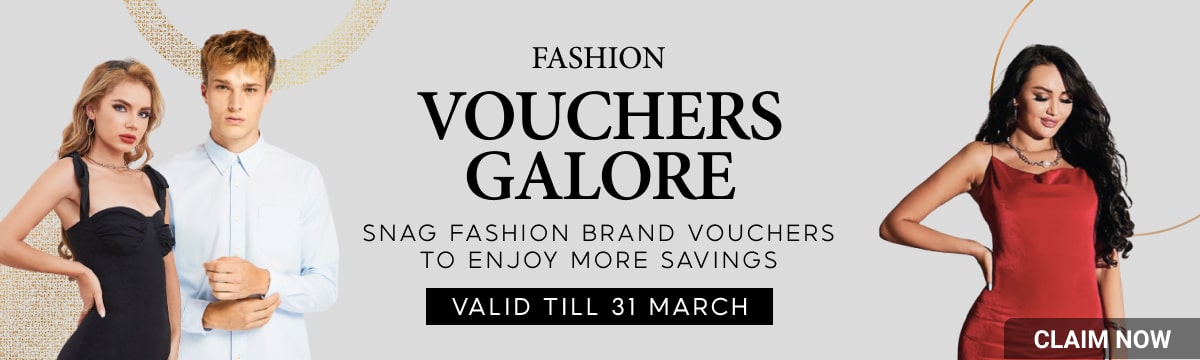 FASHION
VOUCHERS
GALORE
SNAG FASHION BRAND VOUCHERS
TO ENJOY MORE SAVINGS
VALID TILL 31 MARCH
CLAIM NOW